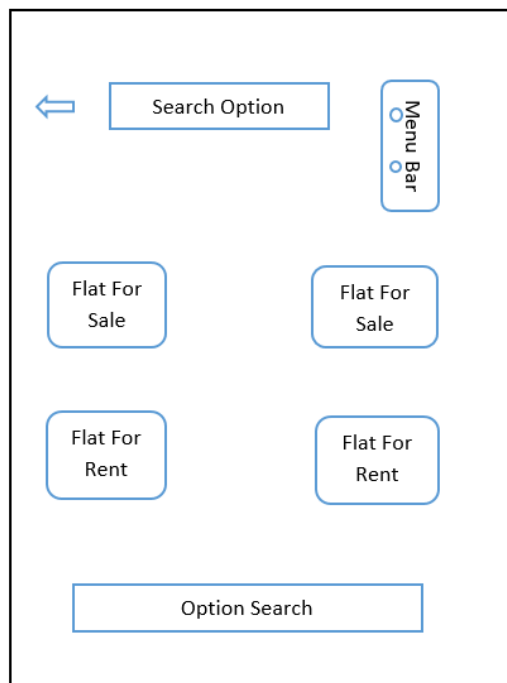 Search Option
Menu Bar
Flat For
Sale
Flat For
Sale
Flat For
Rent
Flat For
Rent
Option Search